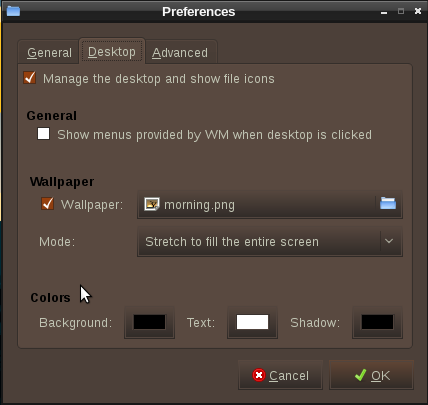 Preferences
General Desktop Advanced
Manage the desktop and show file icons
General
Show menus provided by WM when desktop is clicked
Wallpaper
Wallpaper: morning.png
Mode: Stretch to fill the entire screen
Colors
Background: Text: Shadow:
Cancel OK